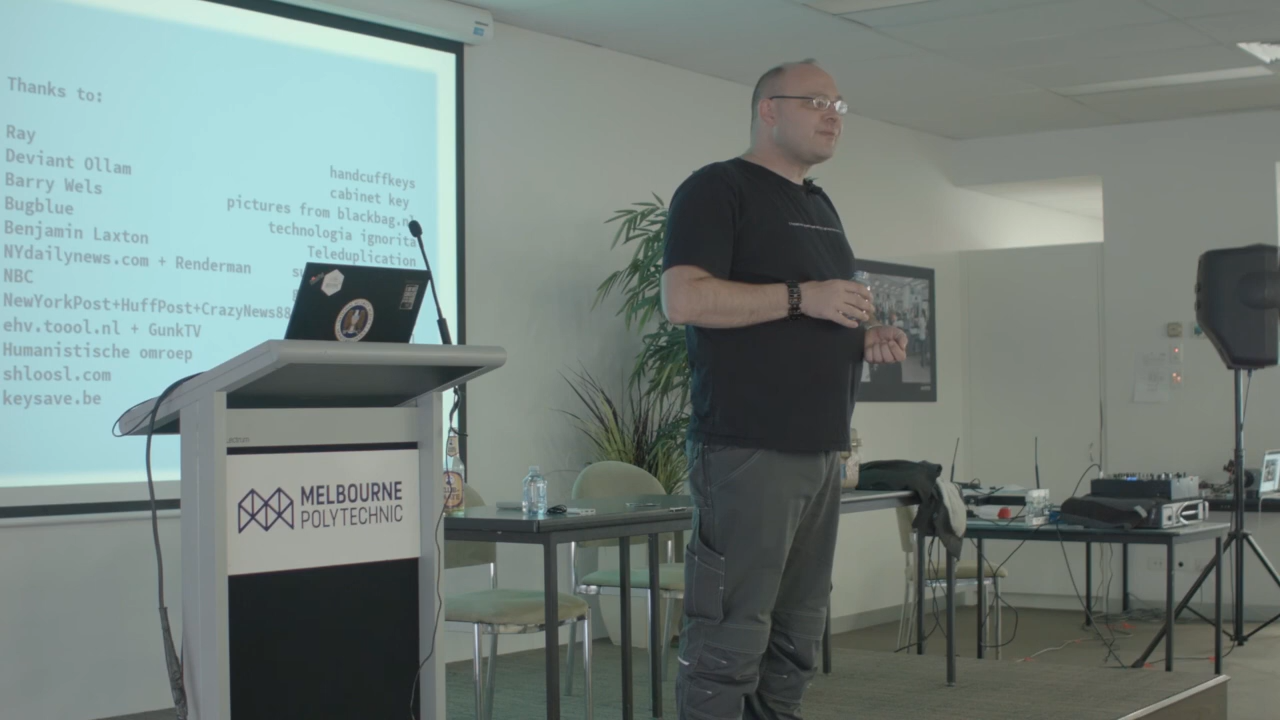 Thanks to:
Ray
Deviant Ollam
Barry Wels
Bugblue
Benjamin Laxton
NYdailynews.com + Renderman
NBC
NewYorkPost+HuffPost+CrazyNews88
ehv.toool.nl + GunkTV
Humanistische omroep
shloosl.com
keysave.be
handcuffkeys
cabinet key
pictures from blackbag.nl
technologia ignorita
Teleduplication
MELBOURNE
POLYTECHNIC